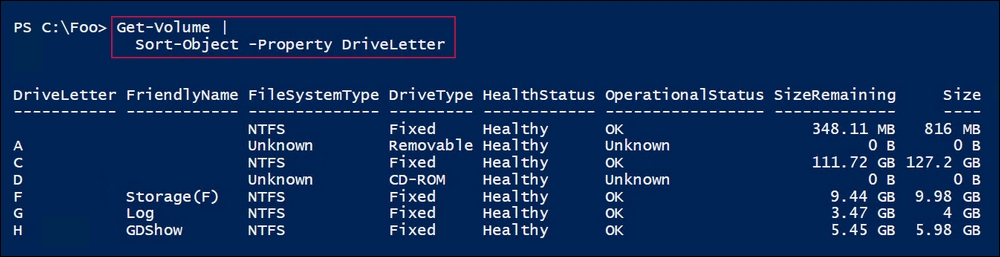 PS C:\Foo> Get-Volume |
Sort-Object -Property DriveLetter
DriveLetter FriendlyName FileSystemType DriveType HealthStatus OperationalStatus SizeRemaining Size
----------- ------------ -------------- --------- ------------ ----------------- ------------- ----
NTFS Fixed Healthy OK 348.11 MB 816 MB
A Unknown Removable Healthy Unknown 0 B 0 B
C NTFS Fixed Healthy OK 111.72 GB 127.2 GB
D Unknown CD-ROM Healthy Unknown 0 B 0 B
F Storage(F) NTFS Fixed Healthy OK 9.44 GB 9.98 GB
G Log NTFS Fixed Healthy OK 3.47 GB 4 GB
H GDShow NTFS Fixed Healthy OK 5.45 GB 5.98 GB